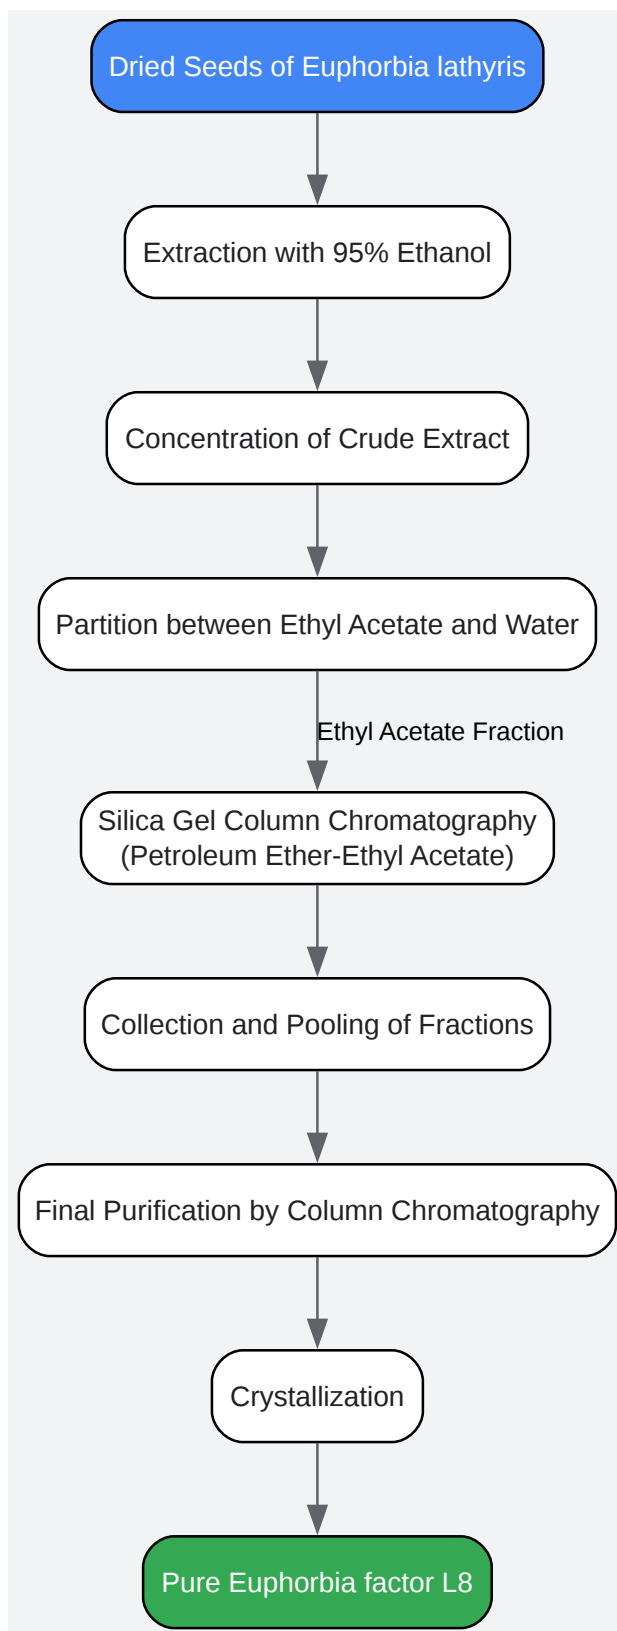 Dried Seeds of Euphorbia lathyris
Extraction with 95% Ethanol
Concentration of Crude Extract
Partition between Ethyl Acetate and Water
Ethyl Acetate Fraction
Silica Gel Column Chromatography
(Petroleum Ether-Ethyl Acetate)
Collection and Pooling of Fractions
Final Purification by Column Chromatography
Crystallization
Pure Euphorbia factor L8